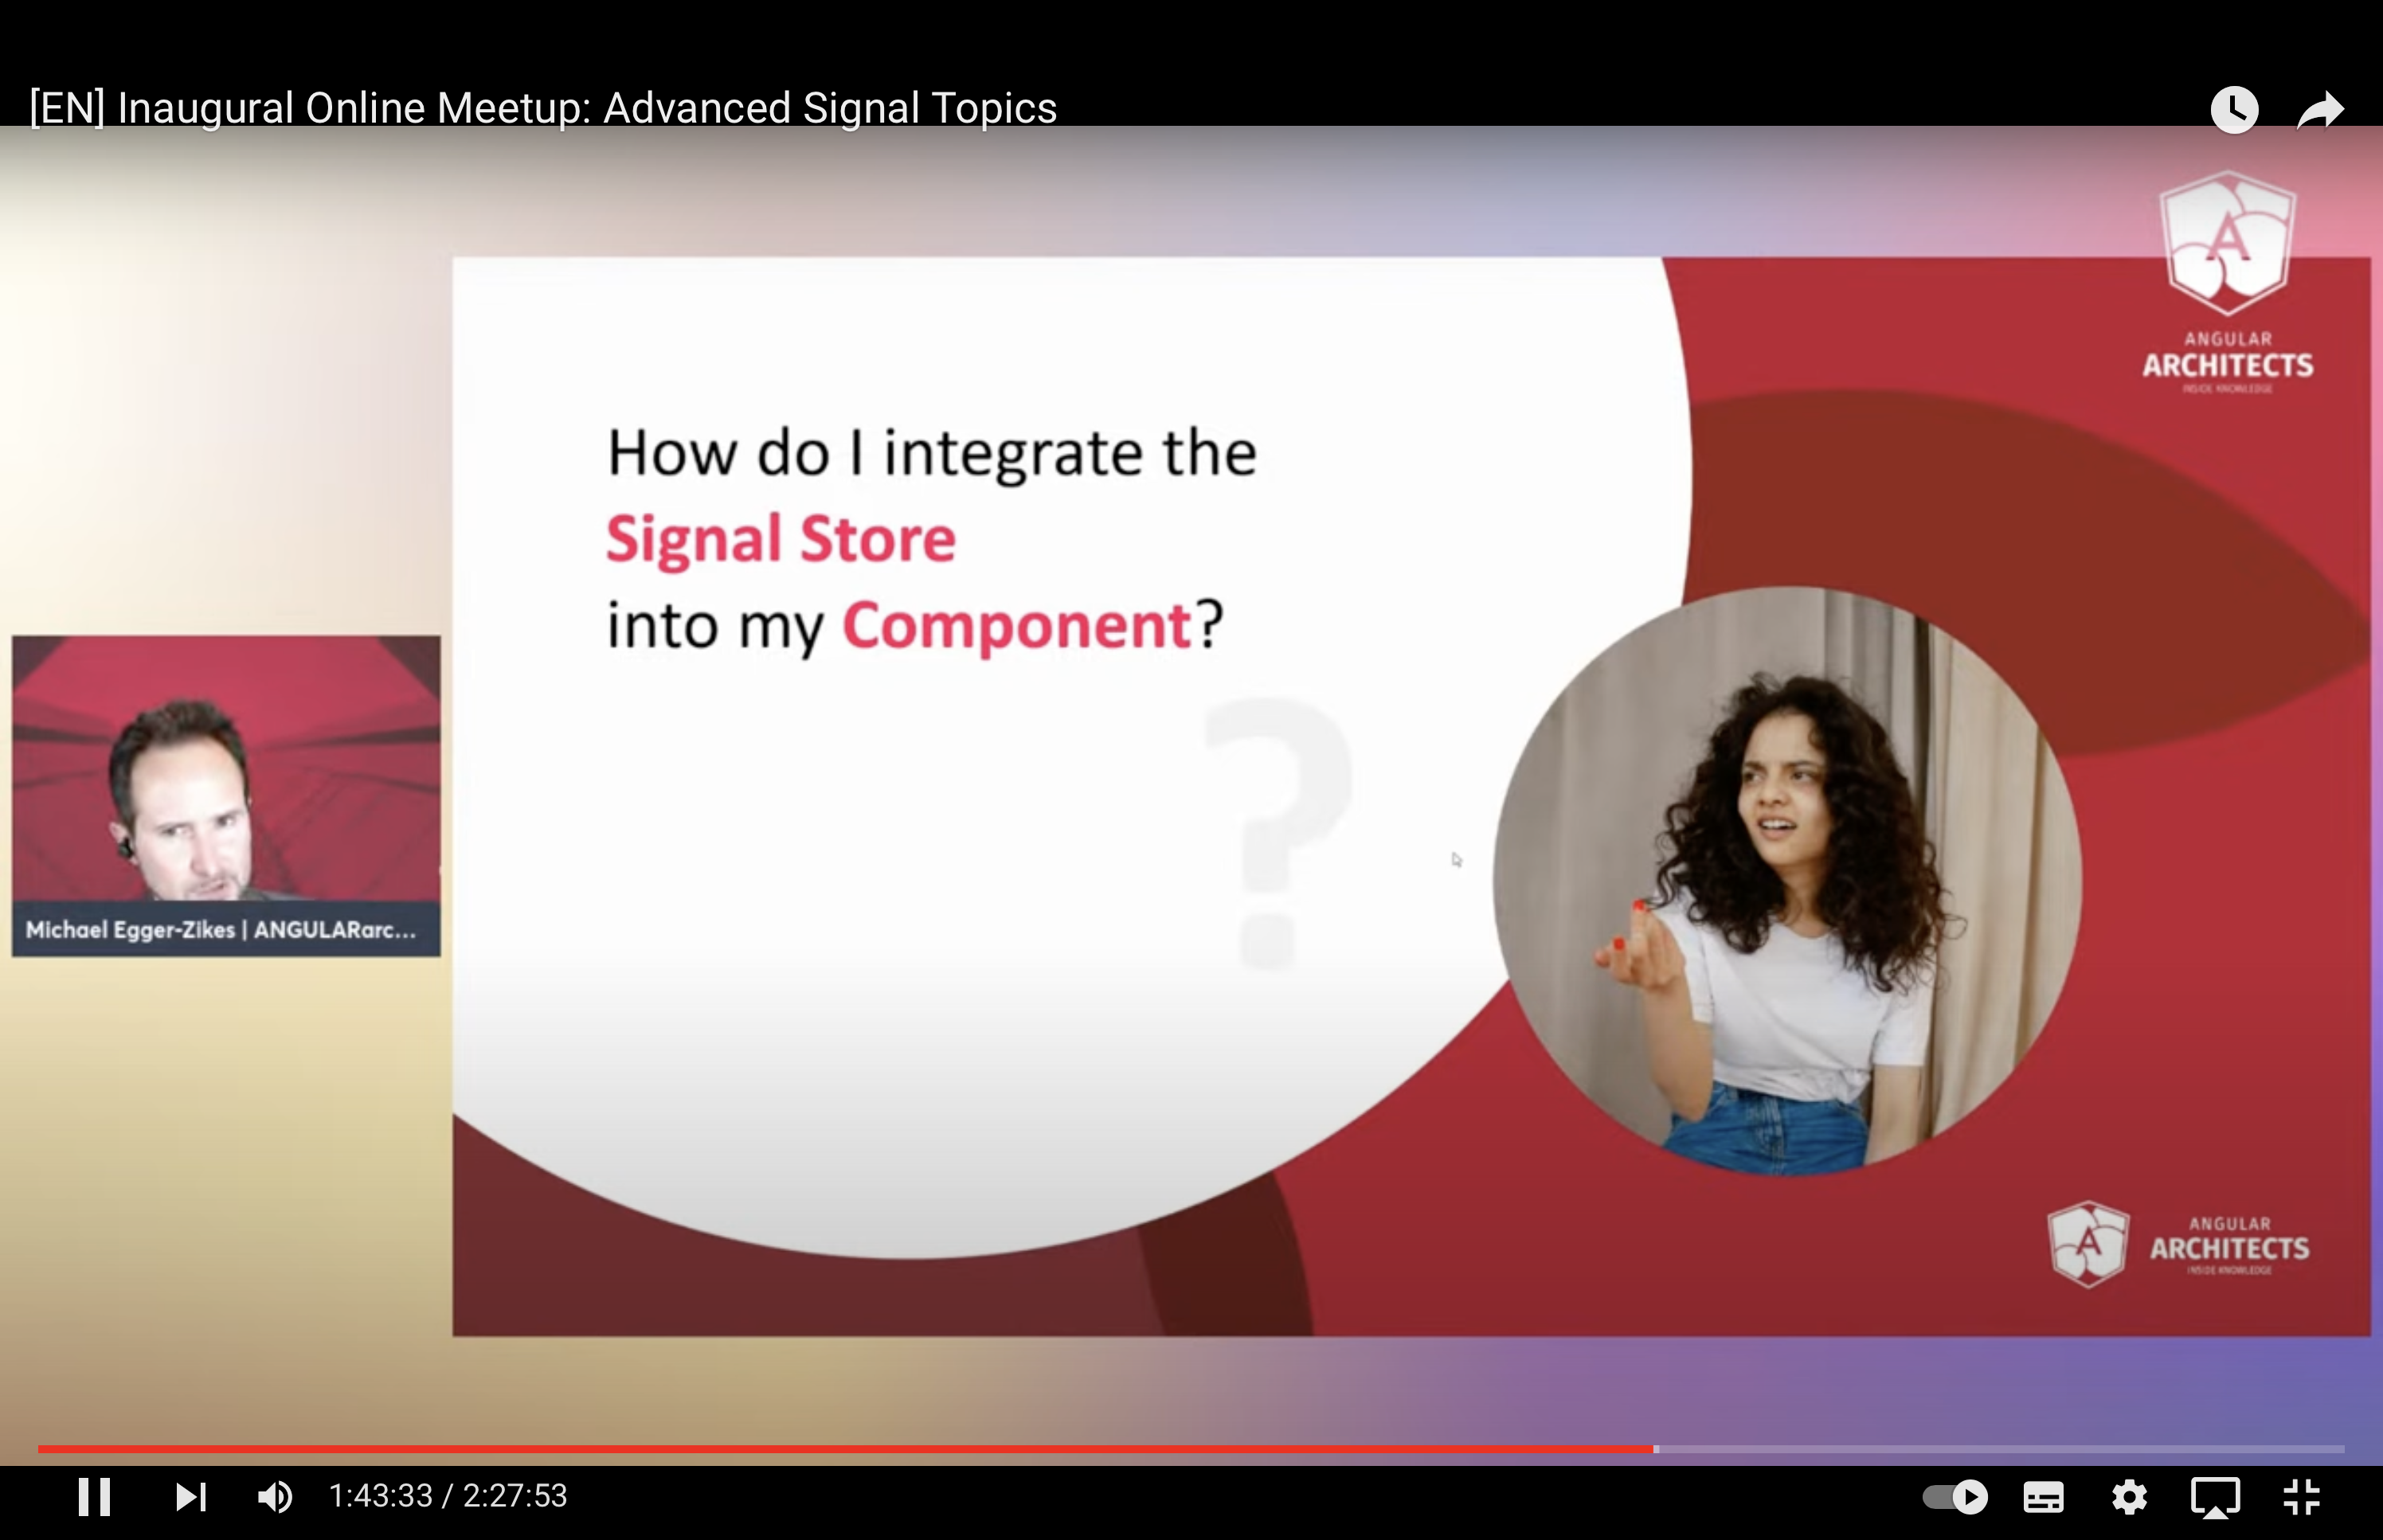 [EN] Inaugural Online Meetup: Advanced Signal Topics
A
ANGULAR
ARCHITECTS
INSIDE KNOWLEDGE
How do I integrate the
Signal Store
into my Component?
?
Michael Egger-Zikes | ANGULARarc...
A
ANGULAR
ARCHITECTS
INSIDE KNOWLEDGE
1:43:33 / 2:27:53